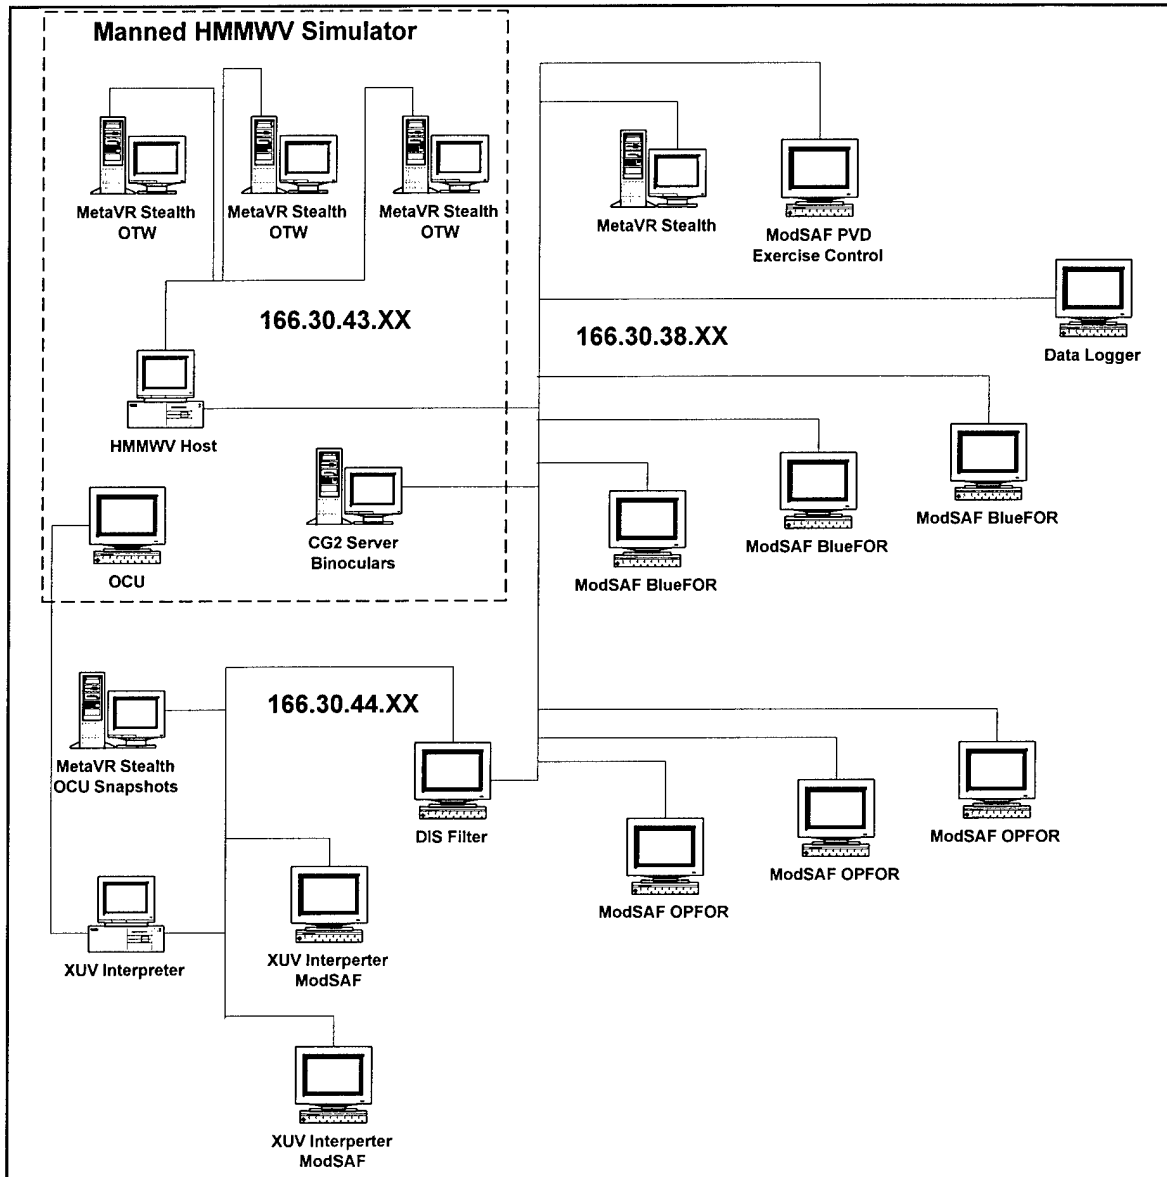 Manned HMMWV Simulator
MetaVR Stealth
OTW
MetaVR Stealth
OTW
MetaVR Stealth
OTW
MetaVR Stealth
ModSAF PVD
Exercise Control
166.30.43.XX
166.30.38.XX
Data Logger
HMMWV Host
ModSAF BlueFOR
ModSAF BlueFOR
ModSAF BlueFOR
CG2 Server
Binoculars
OCU
166.30.44.XX
MetaVR Stealth
OCU Snapshots
DIS Filter
ModSAF OPFOR
ModSAF OPFOR
ModSAF OPFOR
XUV Interpreter
XUV Interperter
ModSAF
XUV Interperter
ModSAF